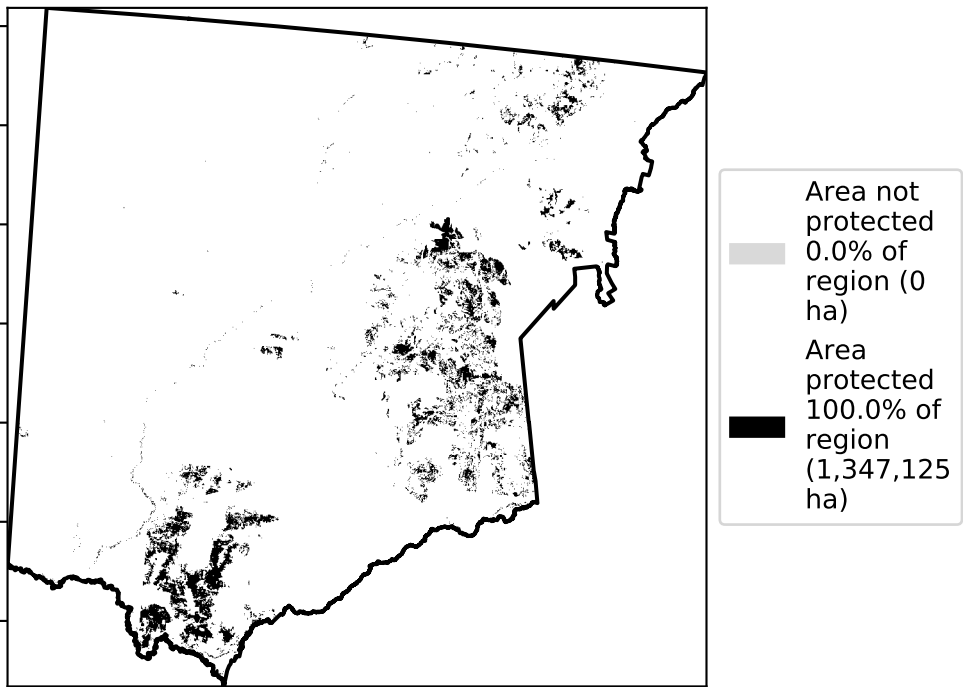 Area not
protected
0.0% of
region (0
ha)
Area
protected
100.0% of
region
(1,347,125
ha)